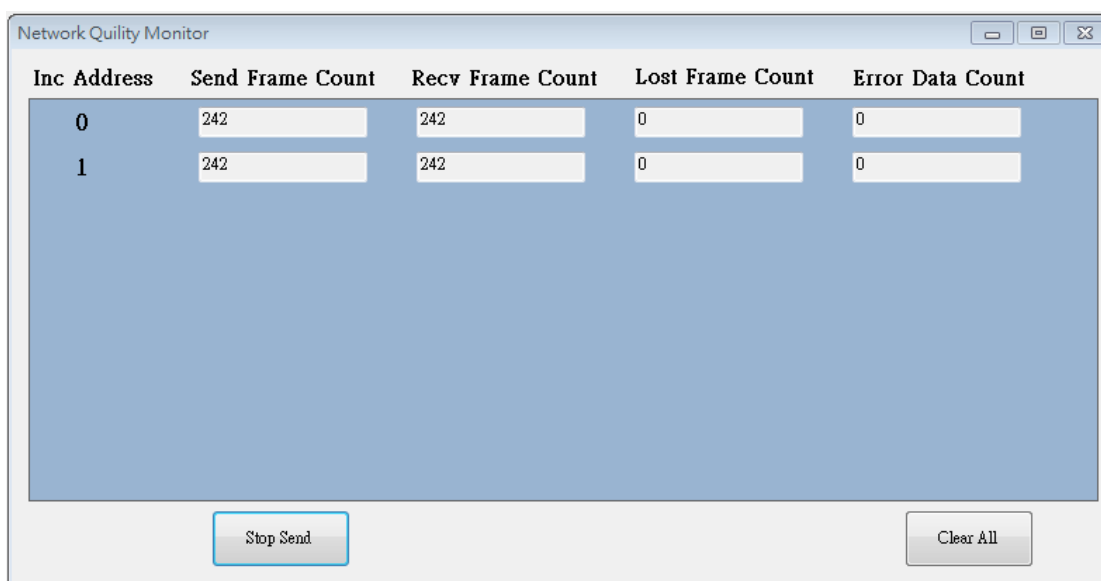 Network Quility Monitor
Inc Address Send Frame Count Recv Frame Count Lost Frame Count Error Data Count
0 242 242 0 0
1 242 242 0 0
Stop Send Clear All